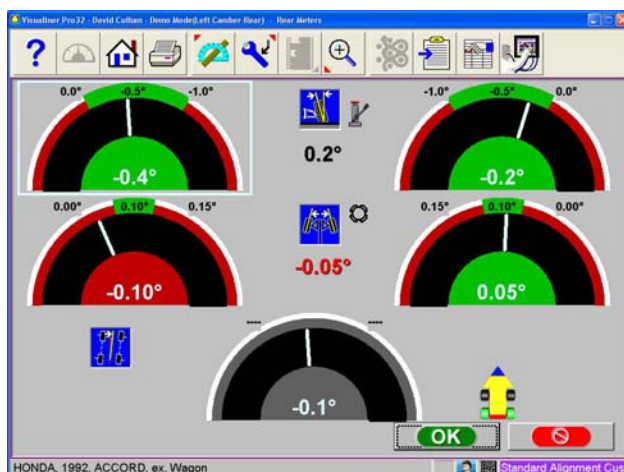 Visualiner Pro32 - David Cullum - Demo Mode(Left Camber-Rear) - Rear Meters
?
0.0° -0.5° -1.0°
-0.4°
0.2°
-1.0° -0.5° 0.0°
-0.2°
0.00° 0.10° 0.15°
-0.10°
-0.05°
0.15° 0.10° 0.00°
0.05°
---- ----
-0.1°
OK
HONDA, 1992, ACCORD, ex. Wagon
Standard Alignment Cus